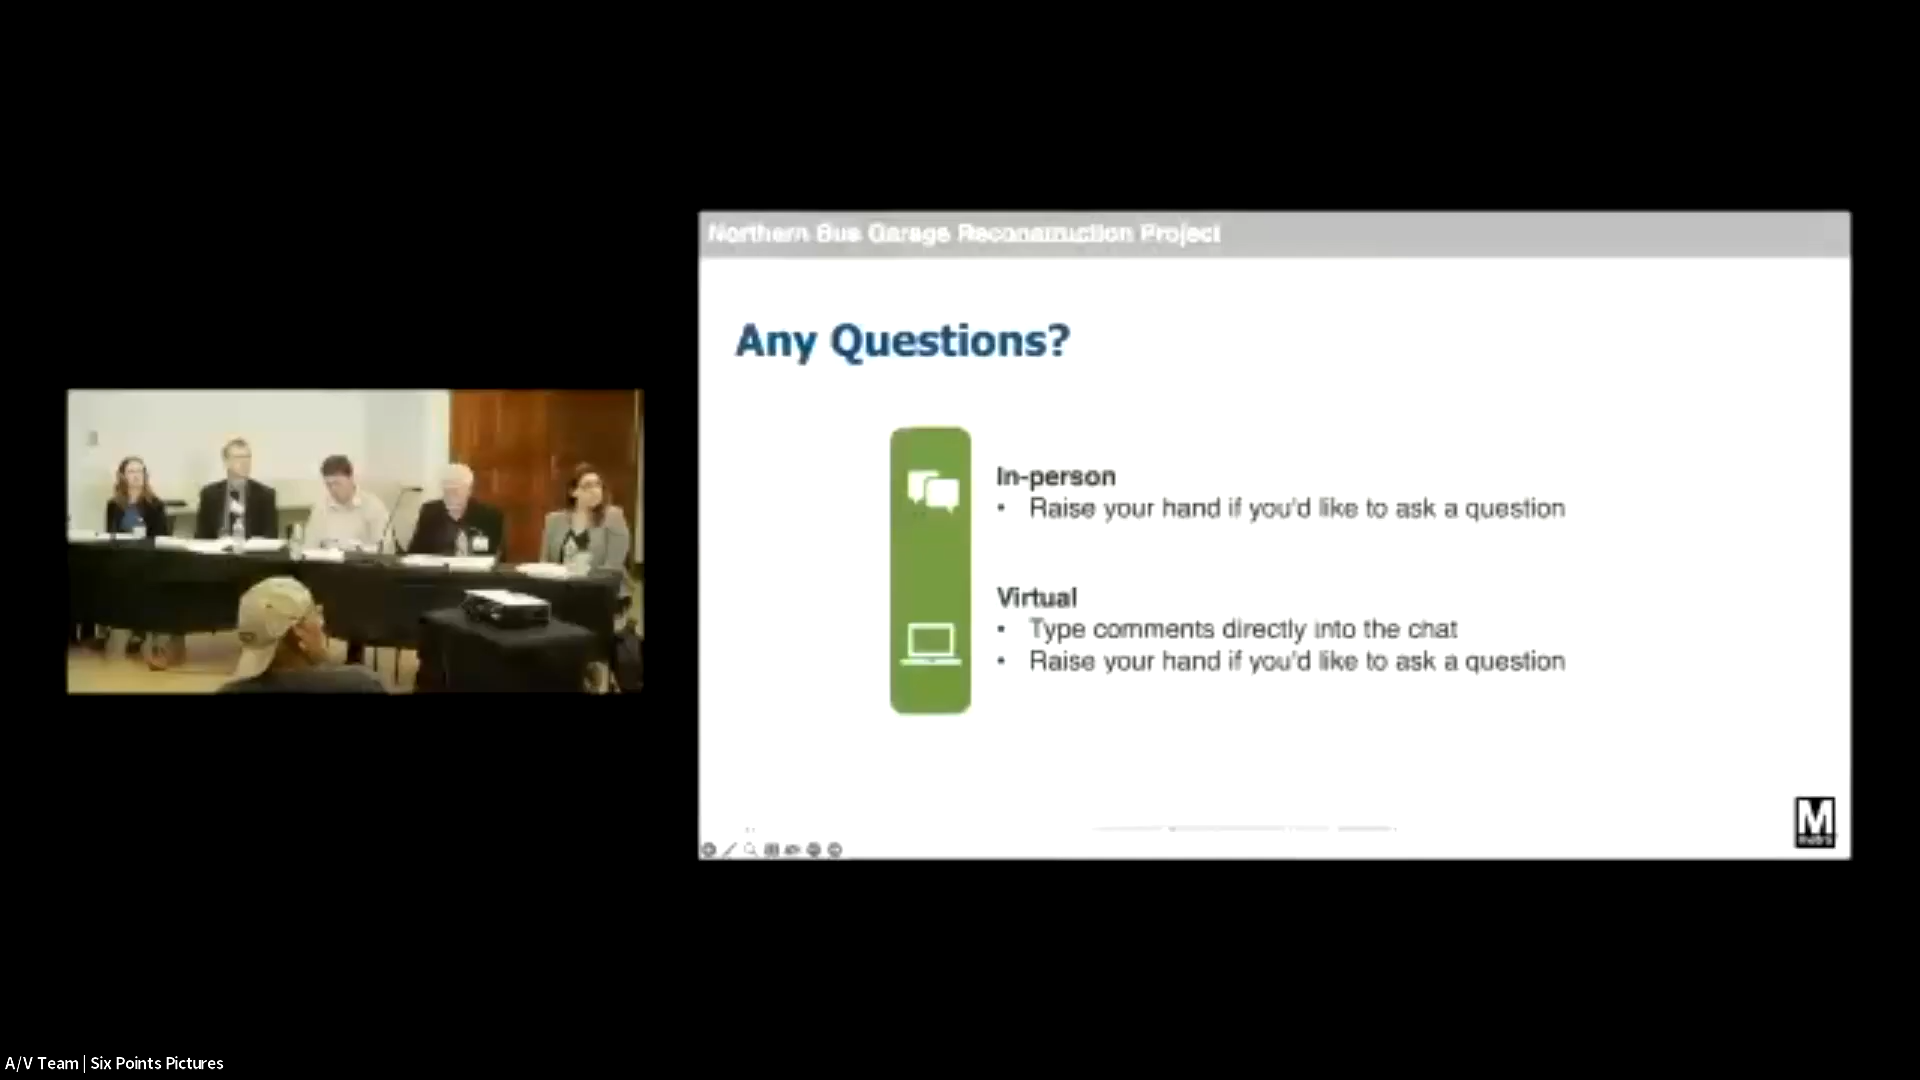 Northern Bus Garage Reconstruction Project
Any Questions?
In-person
• Raise your hand if you'd like to ask a question
Virtual
• Type comments directly into the chat
• Raise your hand if you'd like to ask a question
M
metro
A/V Team | Six Points Pictures